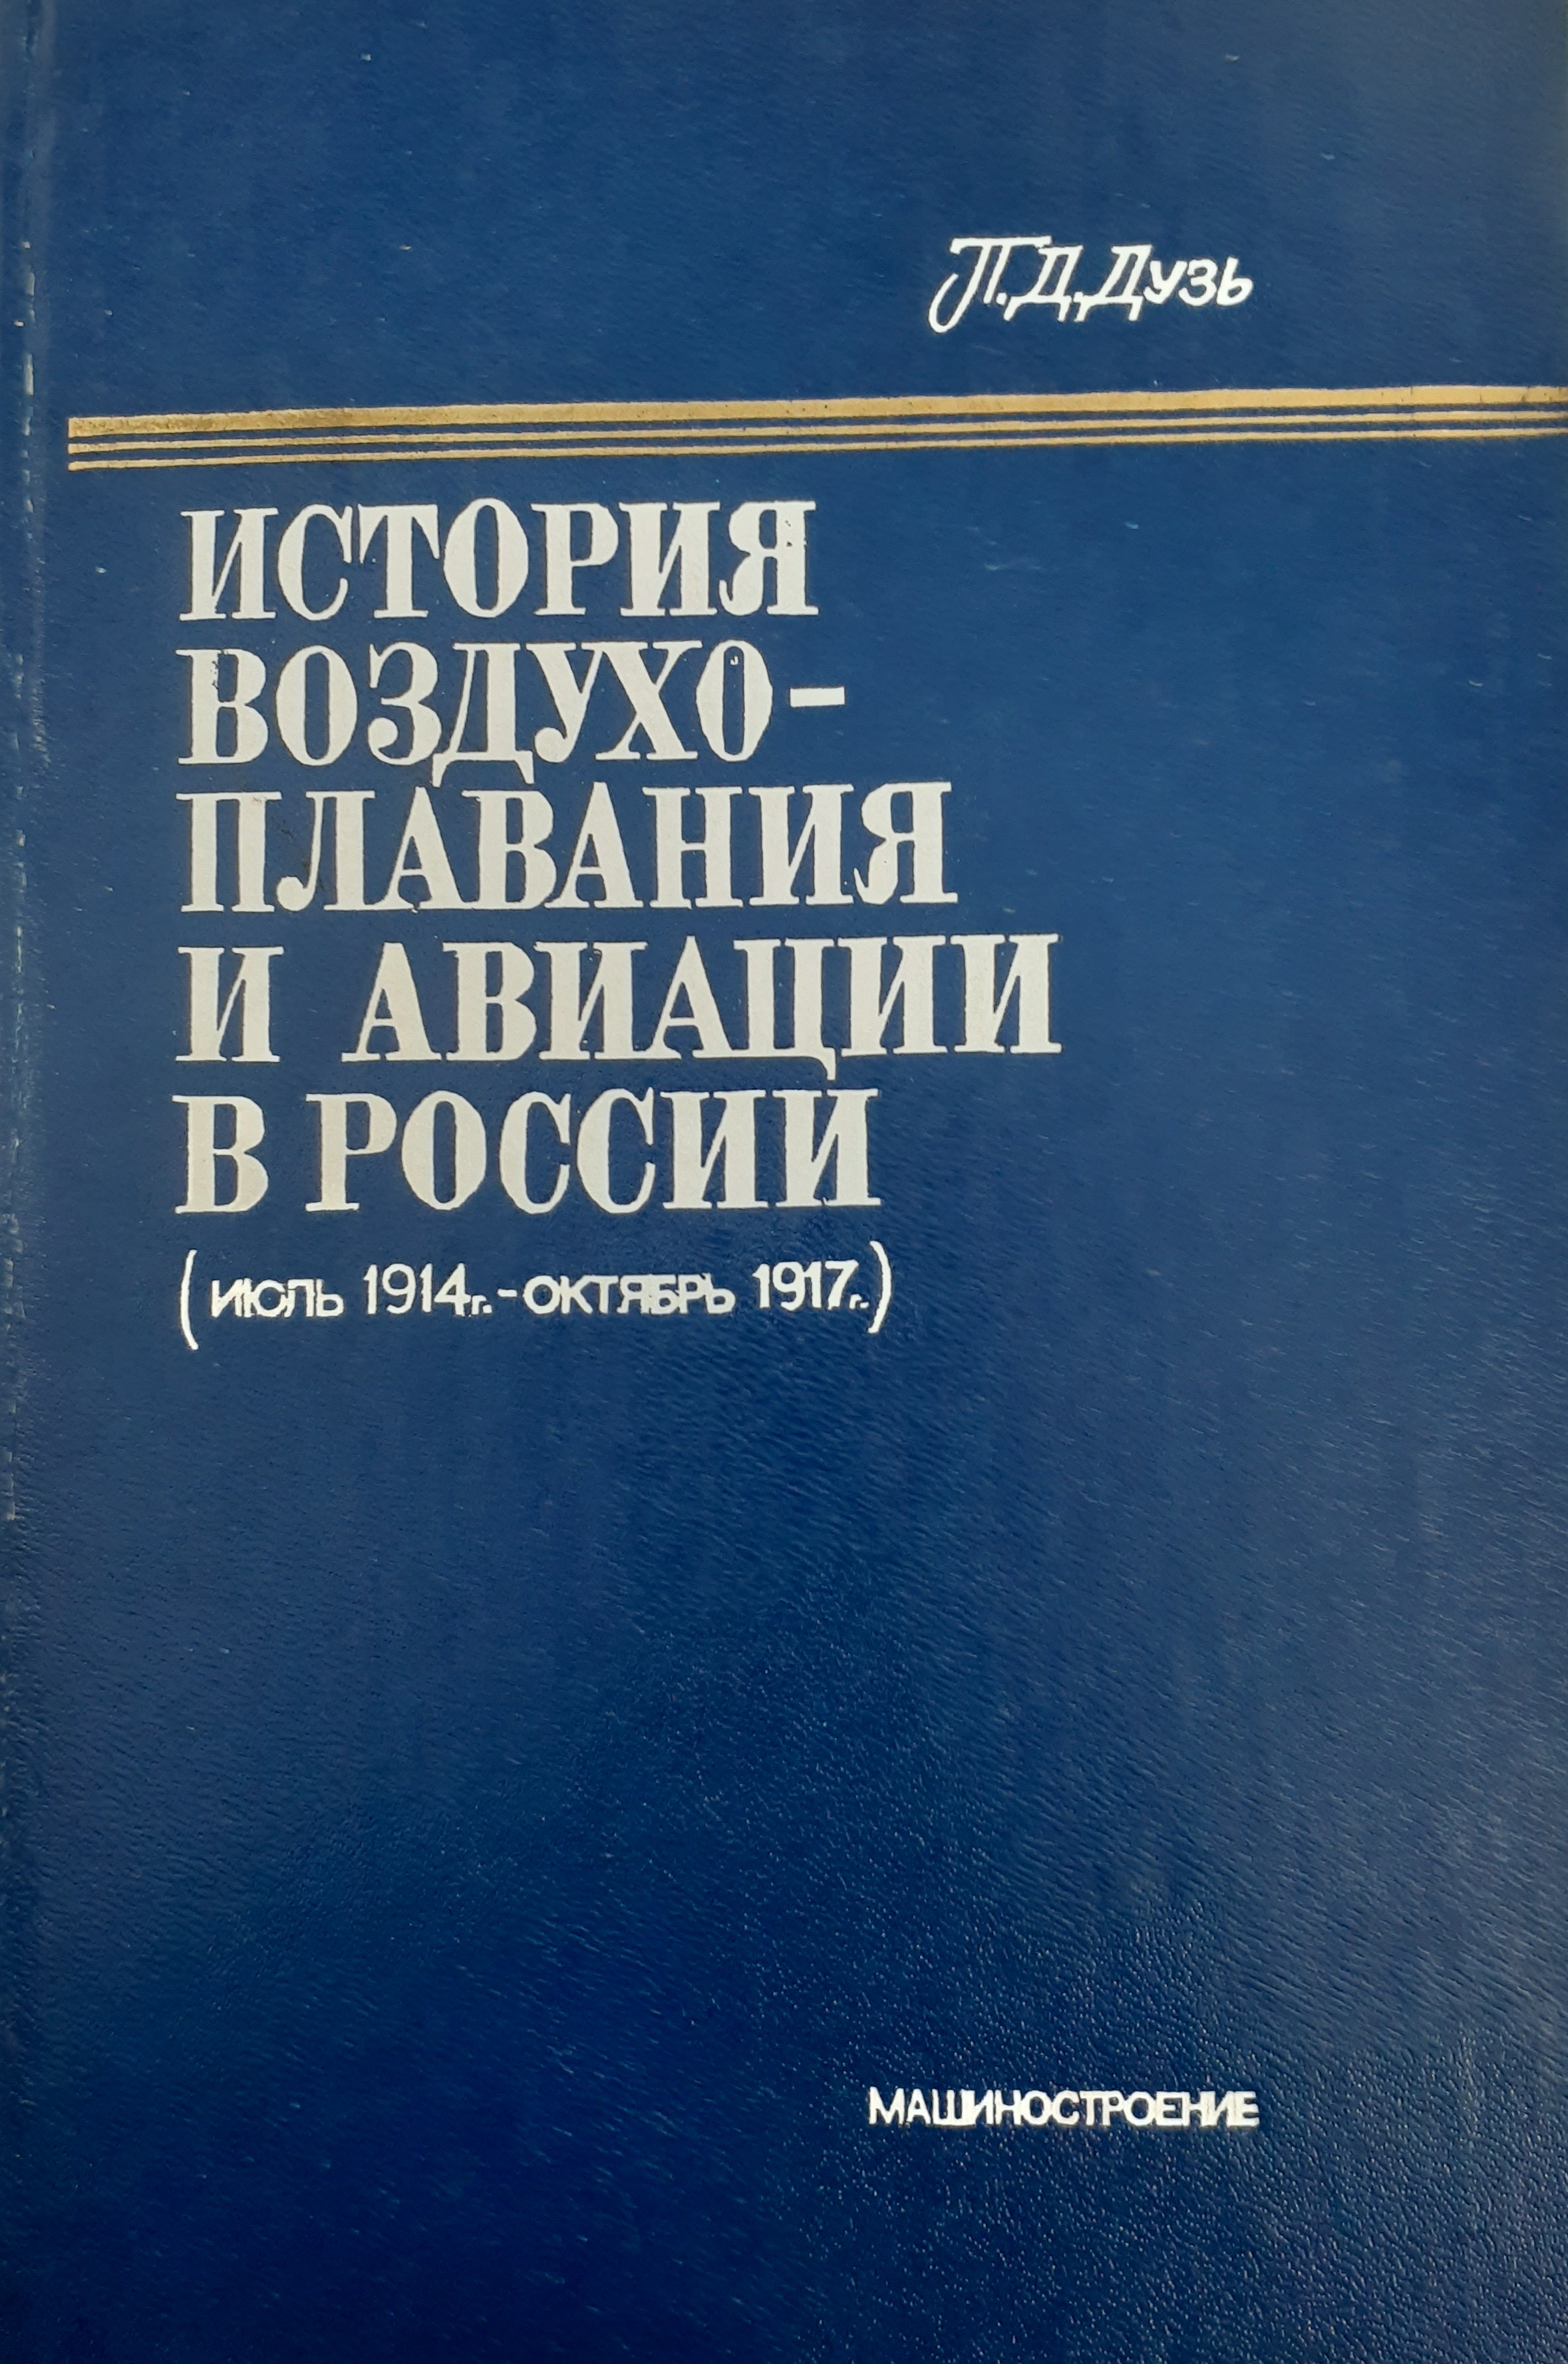 П.Д.Дузь
ИСТОРИЯ
ВОЗДУХО-
ПЛАВАНИЯ
И АВИАЦИИ
В РОССИИ
(ИЮЛЬ 1914г.-ОКТЯБРЬ 1917г.)
МАШИНОСТРОЕНИЕ